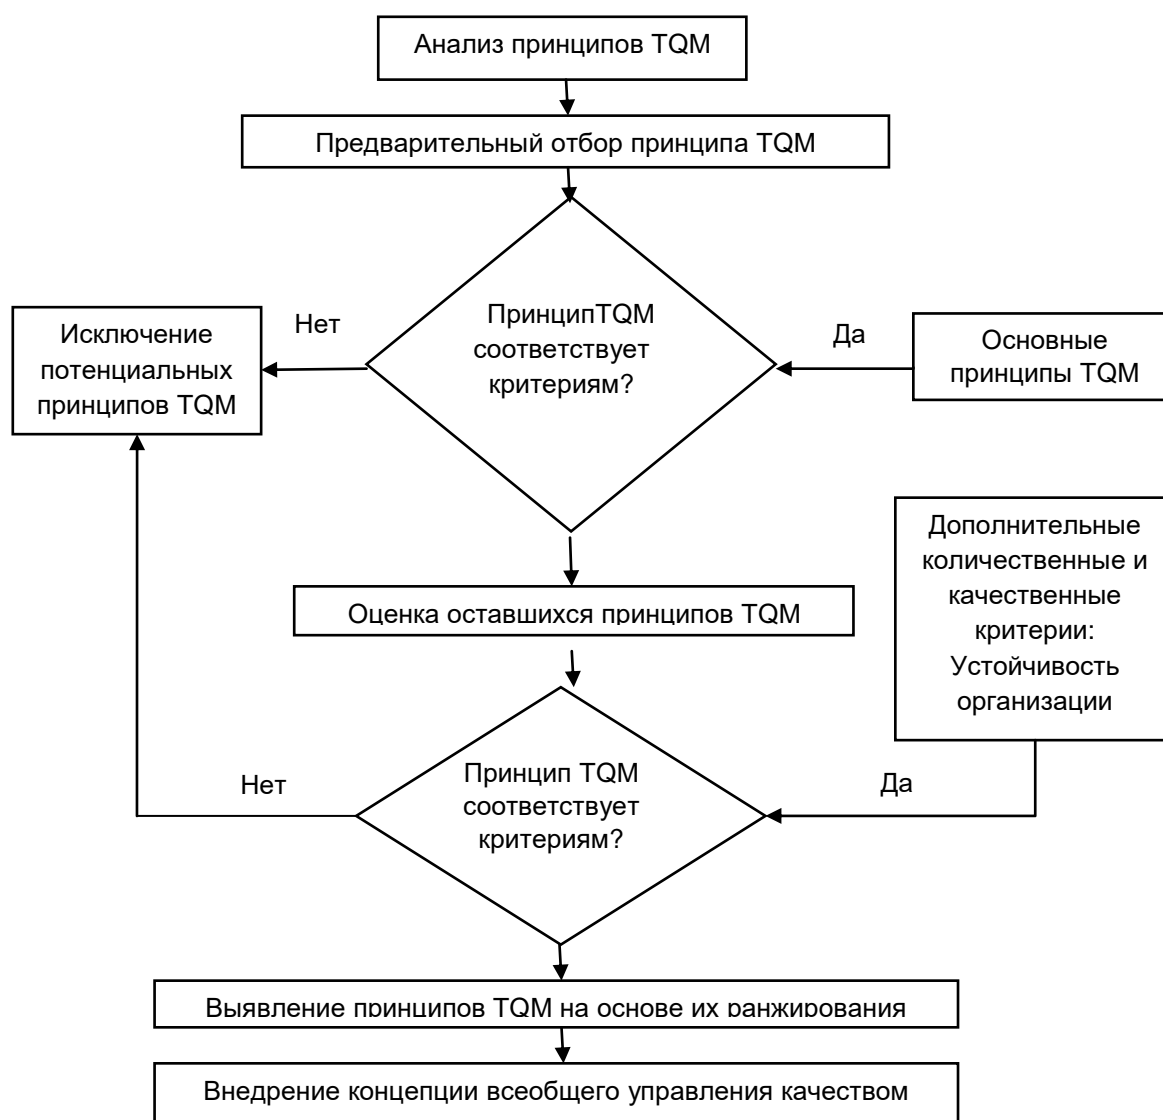 Анализ принципов TQM
Предварительный отбор принципа TQM
ПринципTQM
соответствует
критериям?
Нет
Да
Исключение
потенциальных
принципов TQM
Основные
принципы TQM
Дополнительные
количественные и
качественные
критерии:
Устойчивость
организации
Оценка оставшихся принципов TQM
Принцип TQM
соответствует
критериям?
Нет
Да
Выявление принципов TQM на основе их ранжирования
Внедрение концепции всеобщего управления качеством